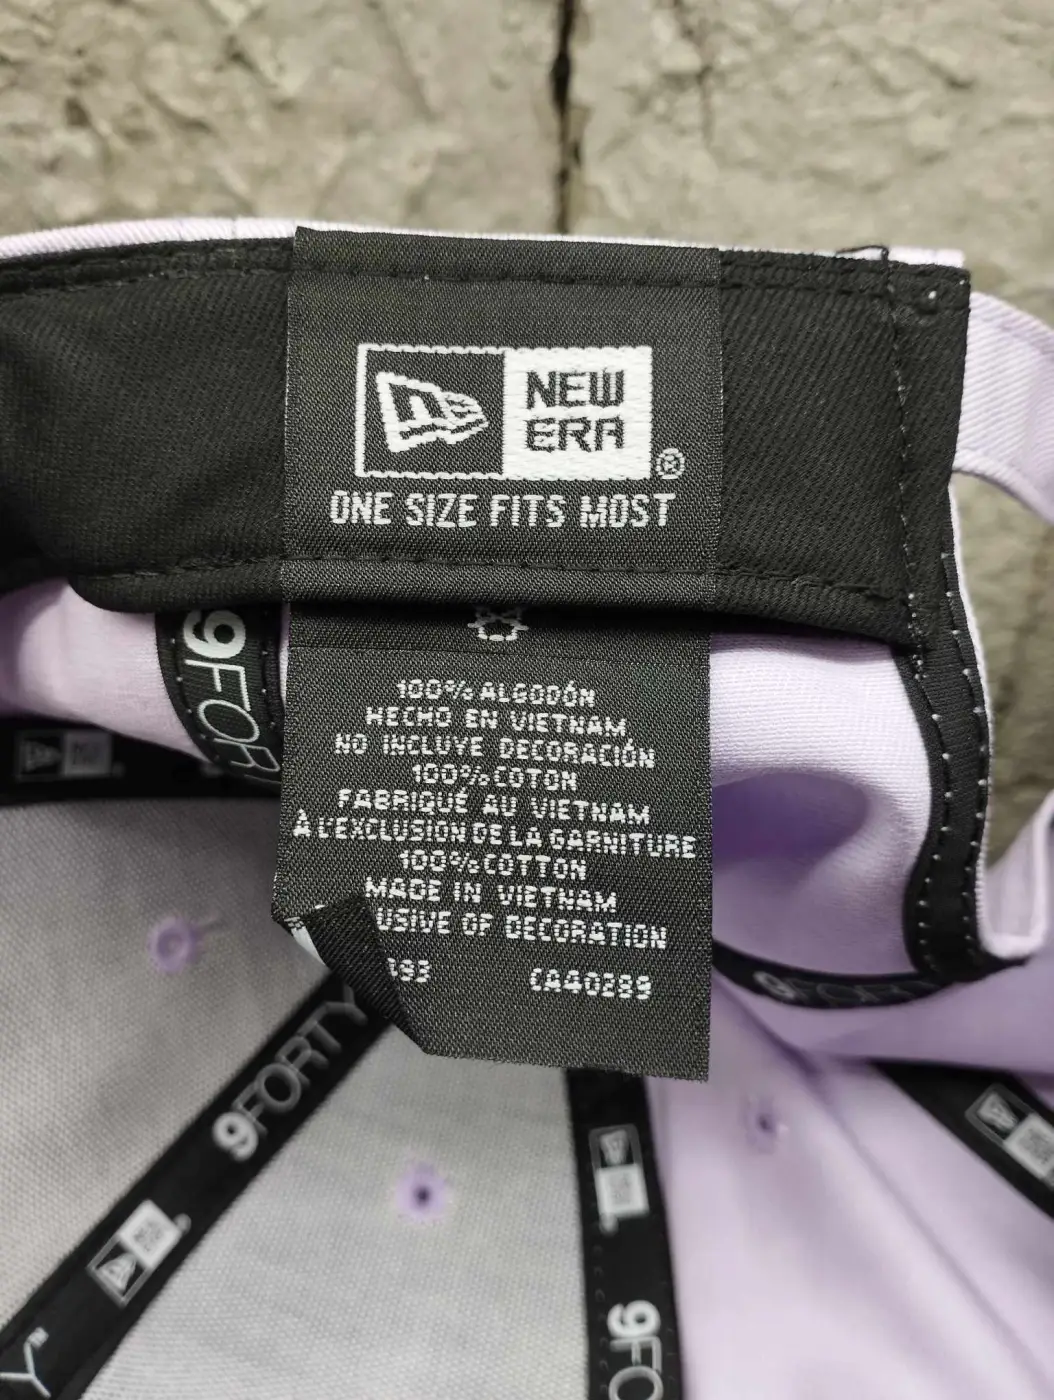 NEW
ERA
®
ONE SIZE FITS MOST
100% ALGODÓN
HECHO EN VIETNAM
NO INCLUYE DECORACIÓN
100% COTON
FABRIQUÉ AU VIETNAM
À L'EXCLUSION DE LA GARNITURE
100% COTTON
MADE IN VIETNAM
USIVE OF DECORATION
CA40289
9FORTY
9FORTY
9FORTY
9FO
Y"